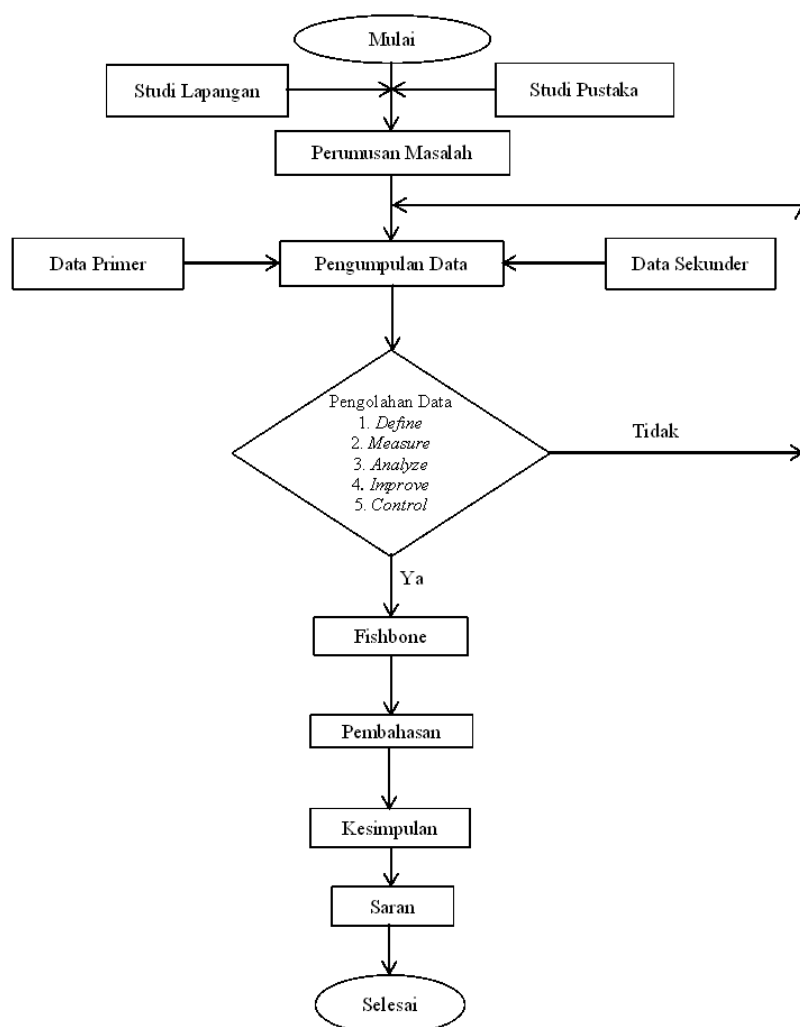 Mulai
Studi Lapangan
Studi Pustaka
Perumusan Masalah
Data Primer
Pengumpulan Data
Data Sekunder
Pengolahan Data
1. Define
2. Measure
3. Analyze
4. Improve
5. Control
Tidak
Ya
Fishbone
Pembahasan
Kesimpulan
Saran
Selesai